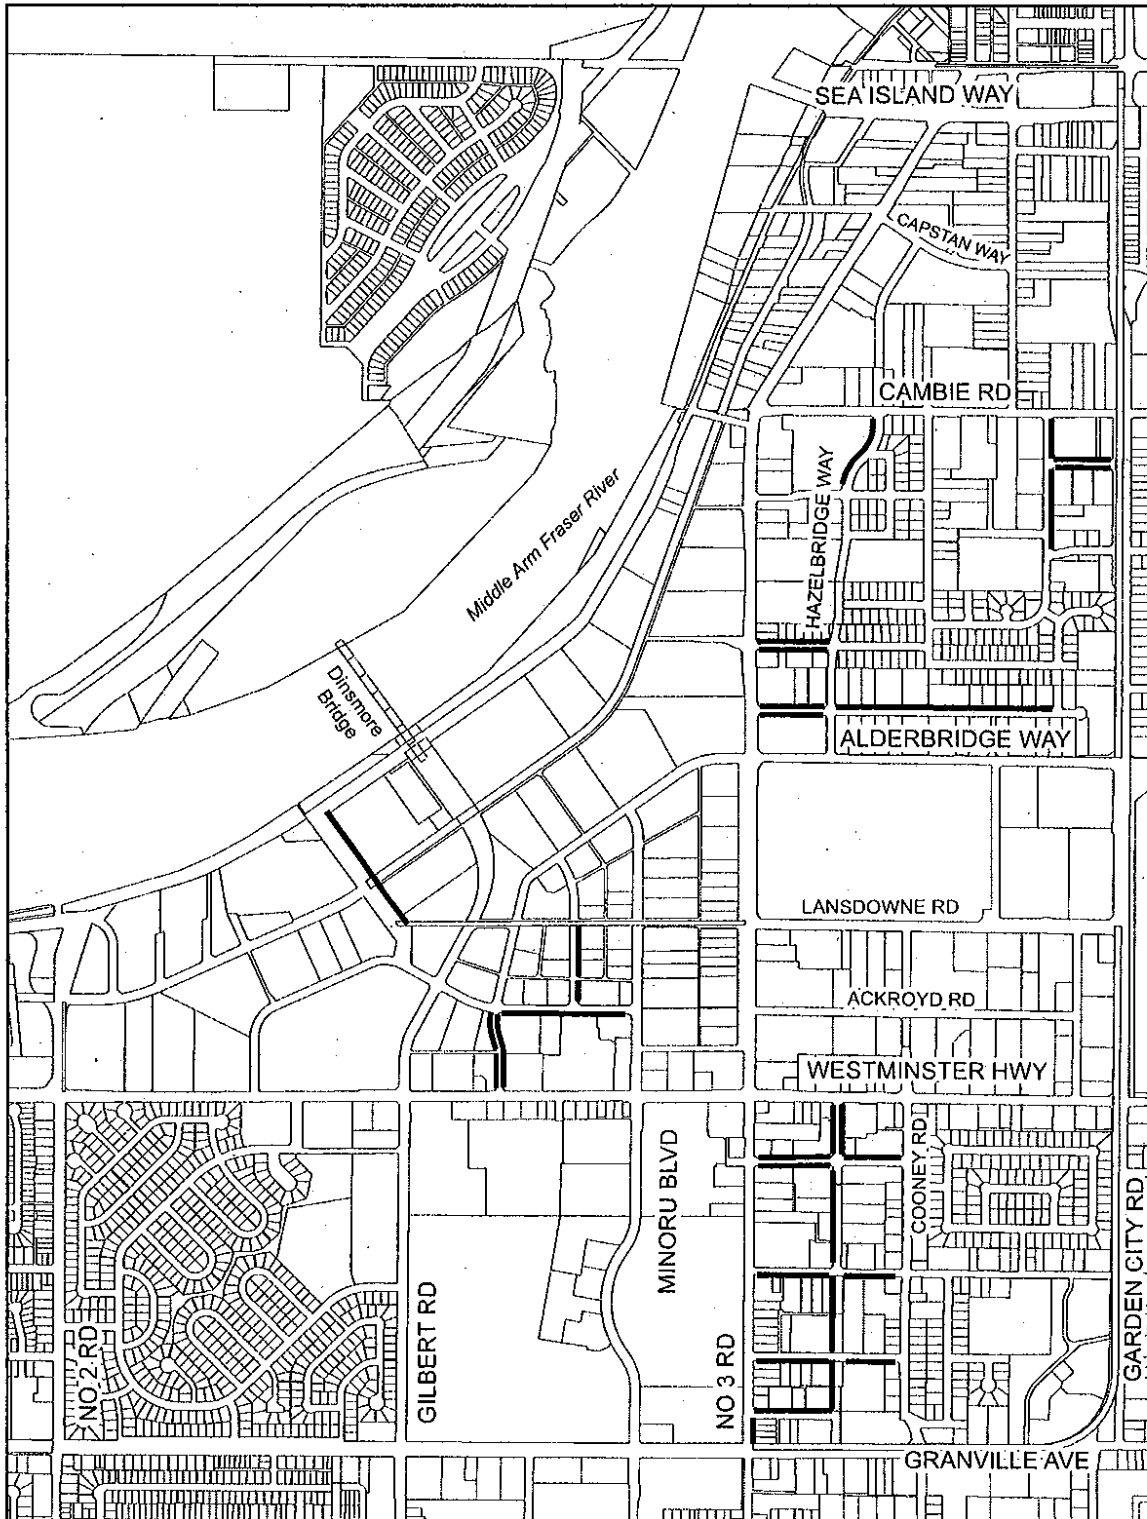 SEA ISLAND WAY
CAPSTAN WAY
CAMBIE RD
HAZELBRIDGE WAY
Middle Arm Fraser River
Dinsmore
Bridge
ALDERBRIDGE WAY
LANSDOWNE RD
ACKROYD RD
WESTMINSTER HWY
MINORU BLVD
COONEY RD
GARDEN CITY RD
NO 2 RD
GILBERT RD
NO 3 RD
GRANVILLE AVE